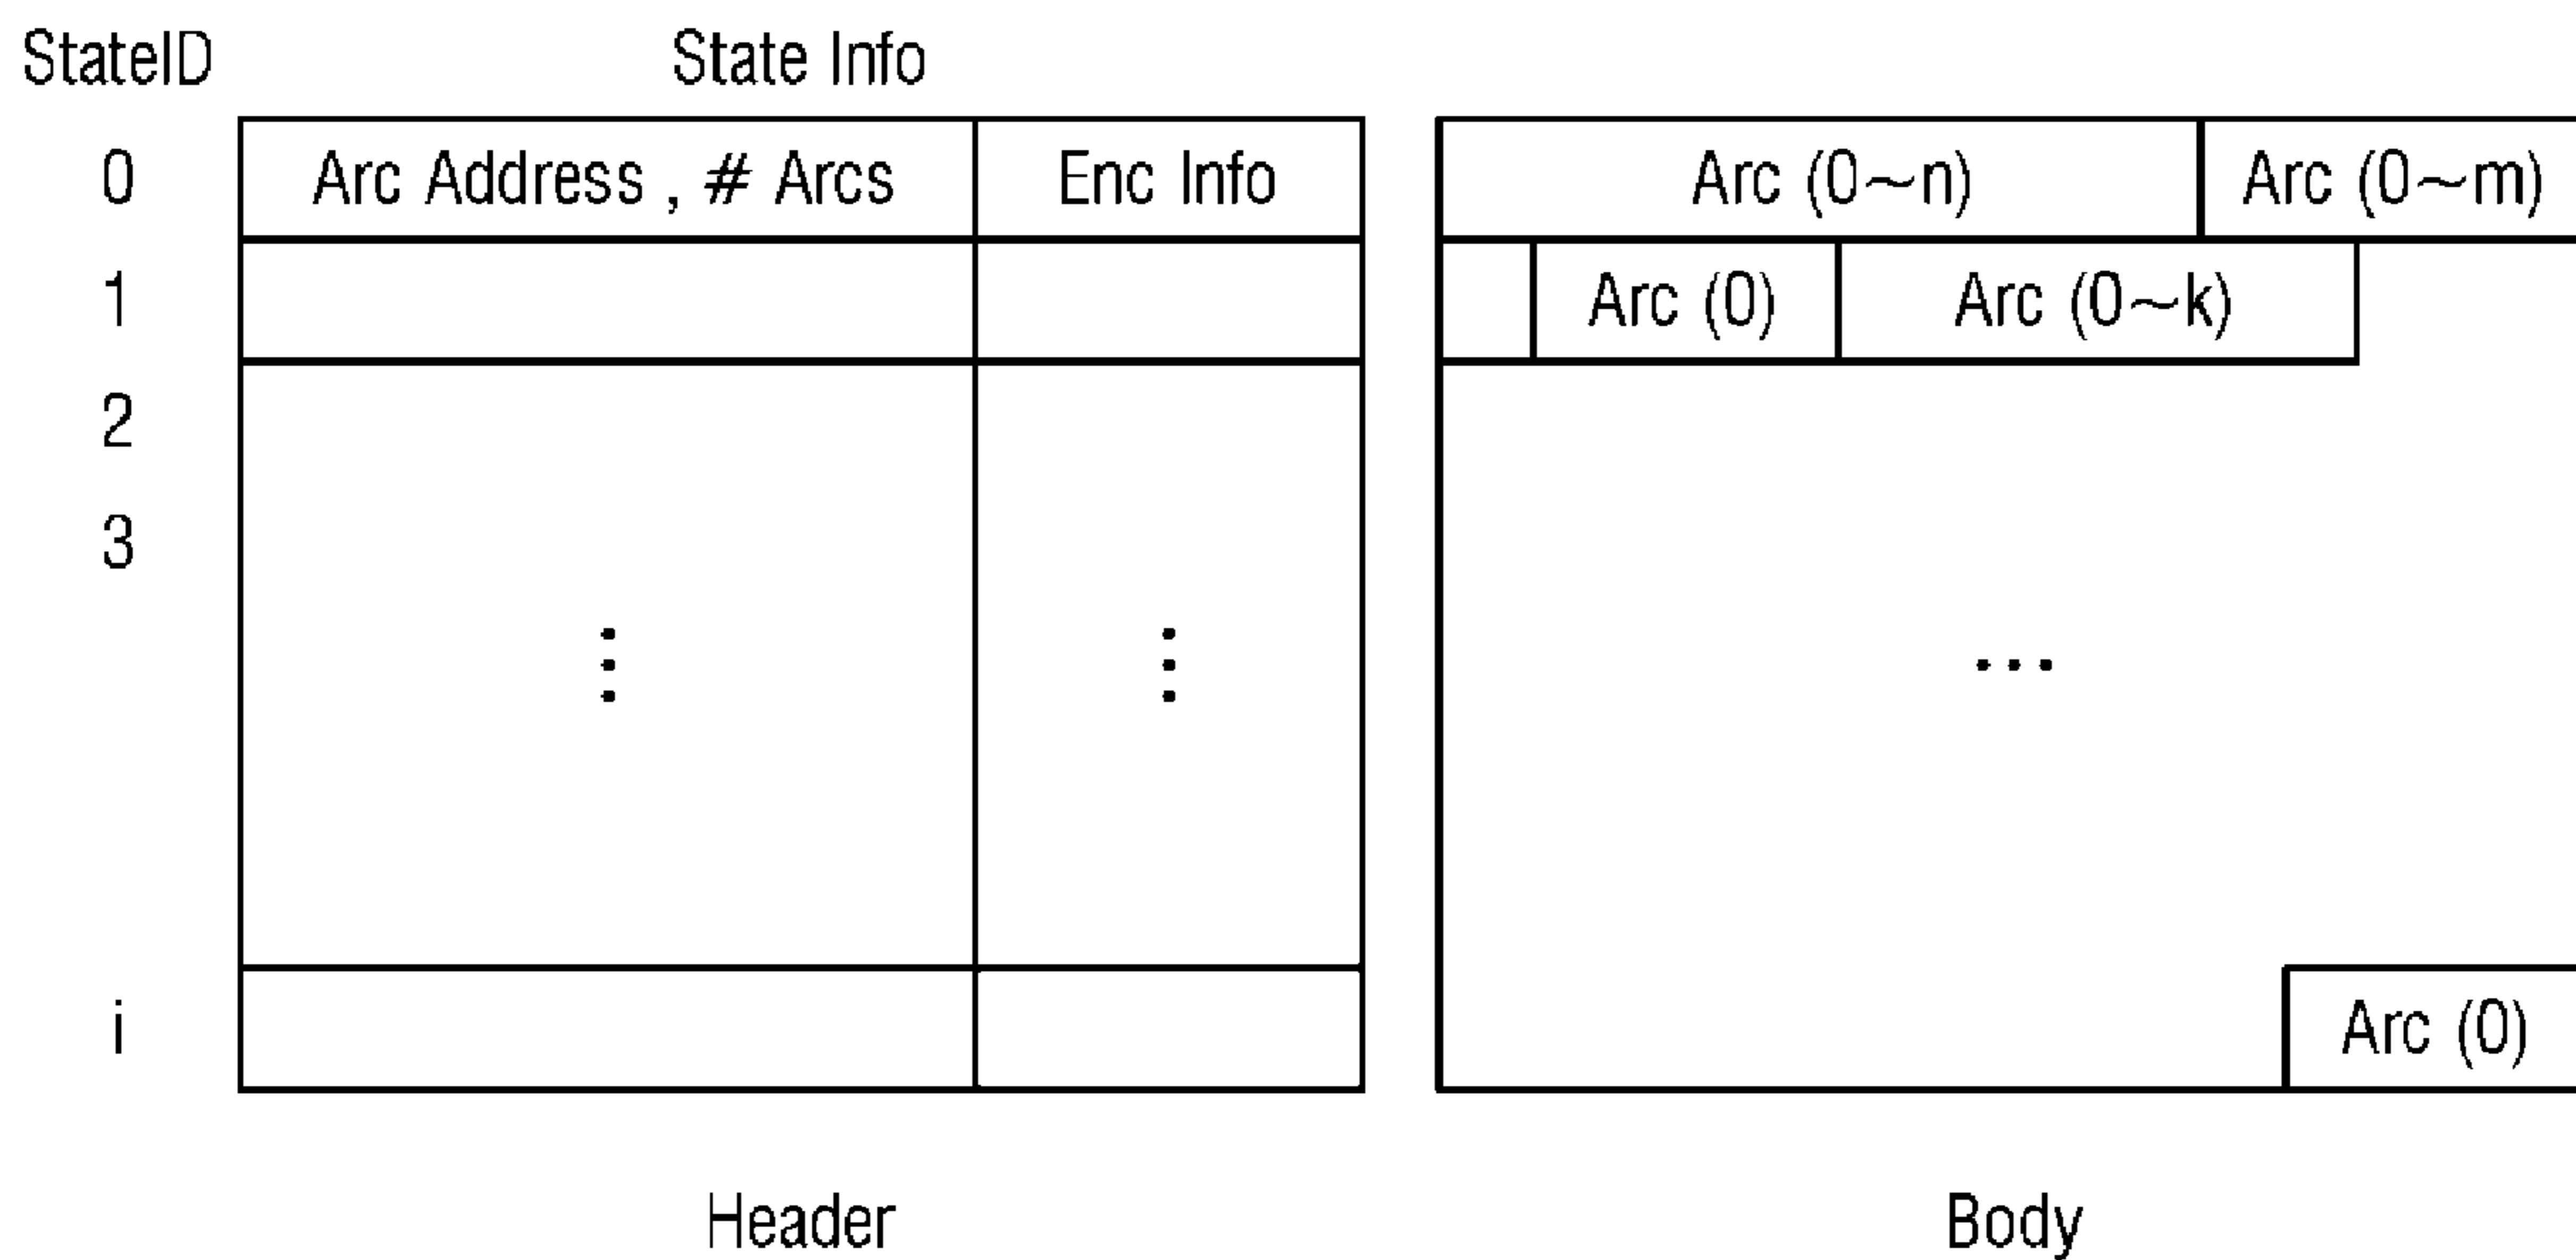 StateID State Info
0 Arc Address , # Arcs Enc Info Arc (0~n) Arc (0~m)
1 Arc (0) Arc (0~k)
2
3
⋮ ⋮ ...
i Arc (0)
Header Body